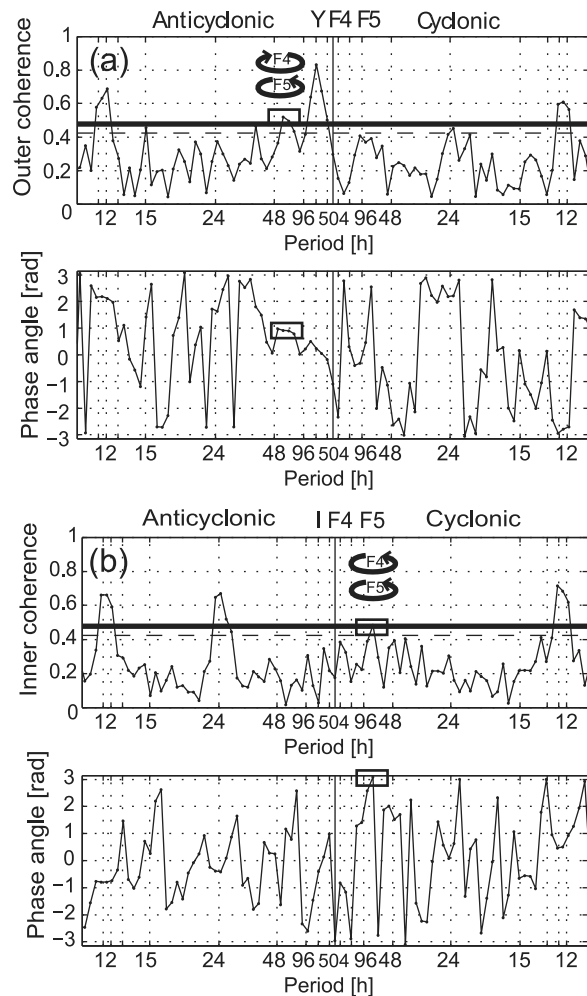 Anticyclonic Y F4 F5 Cyclonic
(a)
F4
F5
Outer coherence
1
0.8
0.6
0.4
0.2
0
12 15 24 48 96 504 96 48 24 15 12
Period [h]
Phase angle [rad]
3
2
1
0
−1
−2
−3
12 15 24 48 96 504 96 48 24 15 12
Period [h]
Anticyclonic I F4 F5 Cyclonic
(b)
F4
F5
Inner coherence
1
0.8
0.6
0.4
0.2
0
12 15 24 48 96 504 96 48 24 15 12
Period [h]
Phase angle [rad]
3
2
1
0
−1
−2
−3
12 15 24 48 96 504 96 48 24 15 12
Period [h]